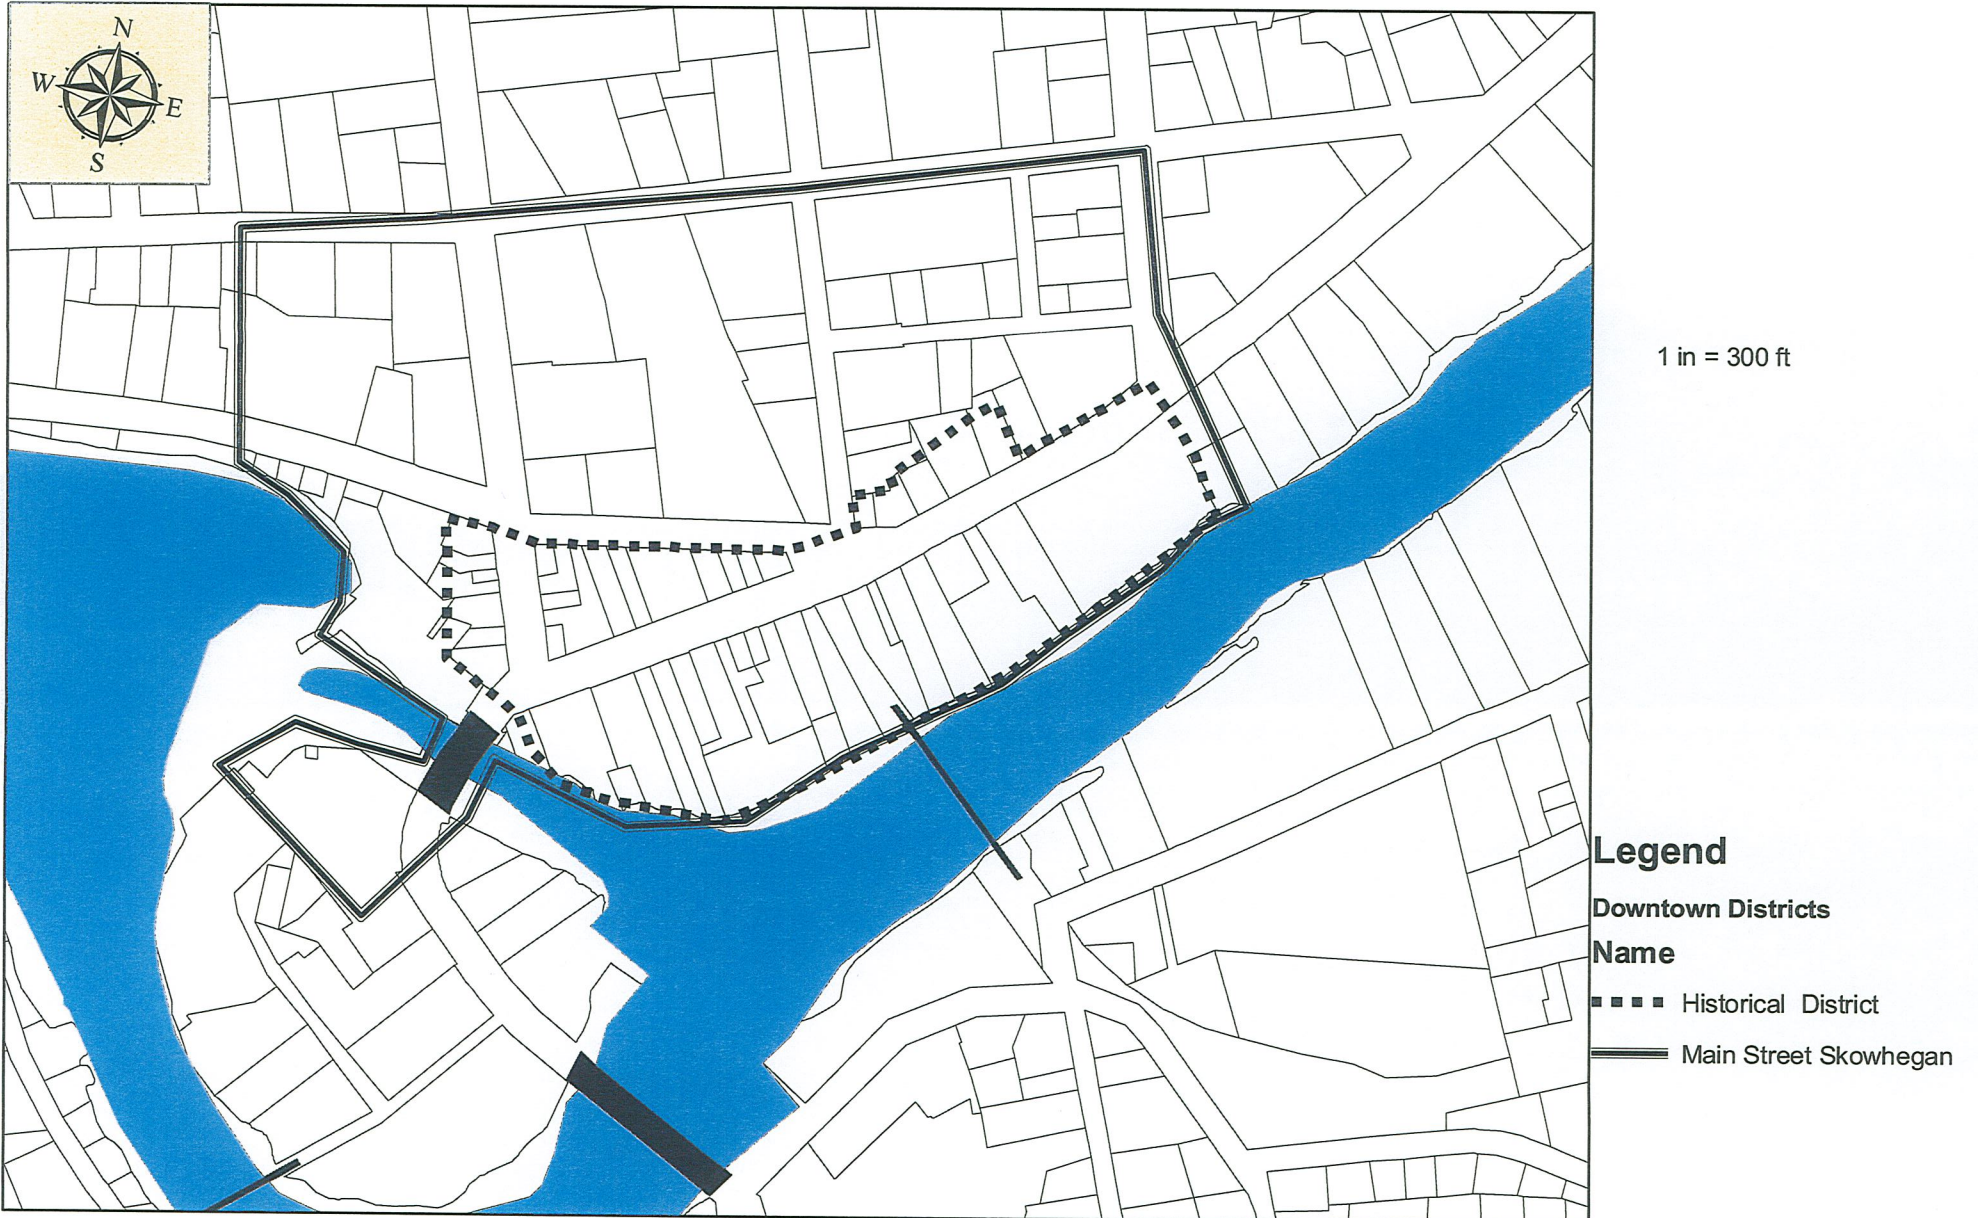 N
W E
S
1 in = 300 ft
Legend
Downtown Districts
Name
Historical District
Main Street Skowhegan